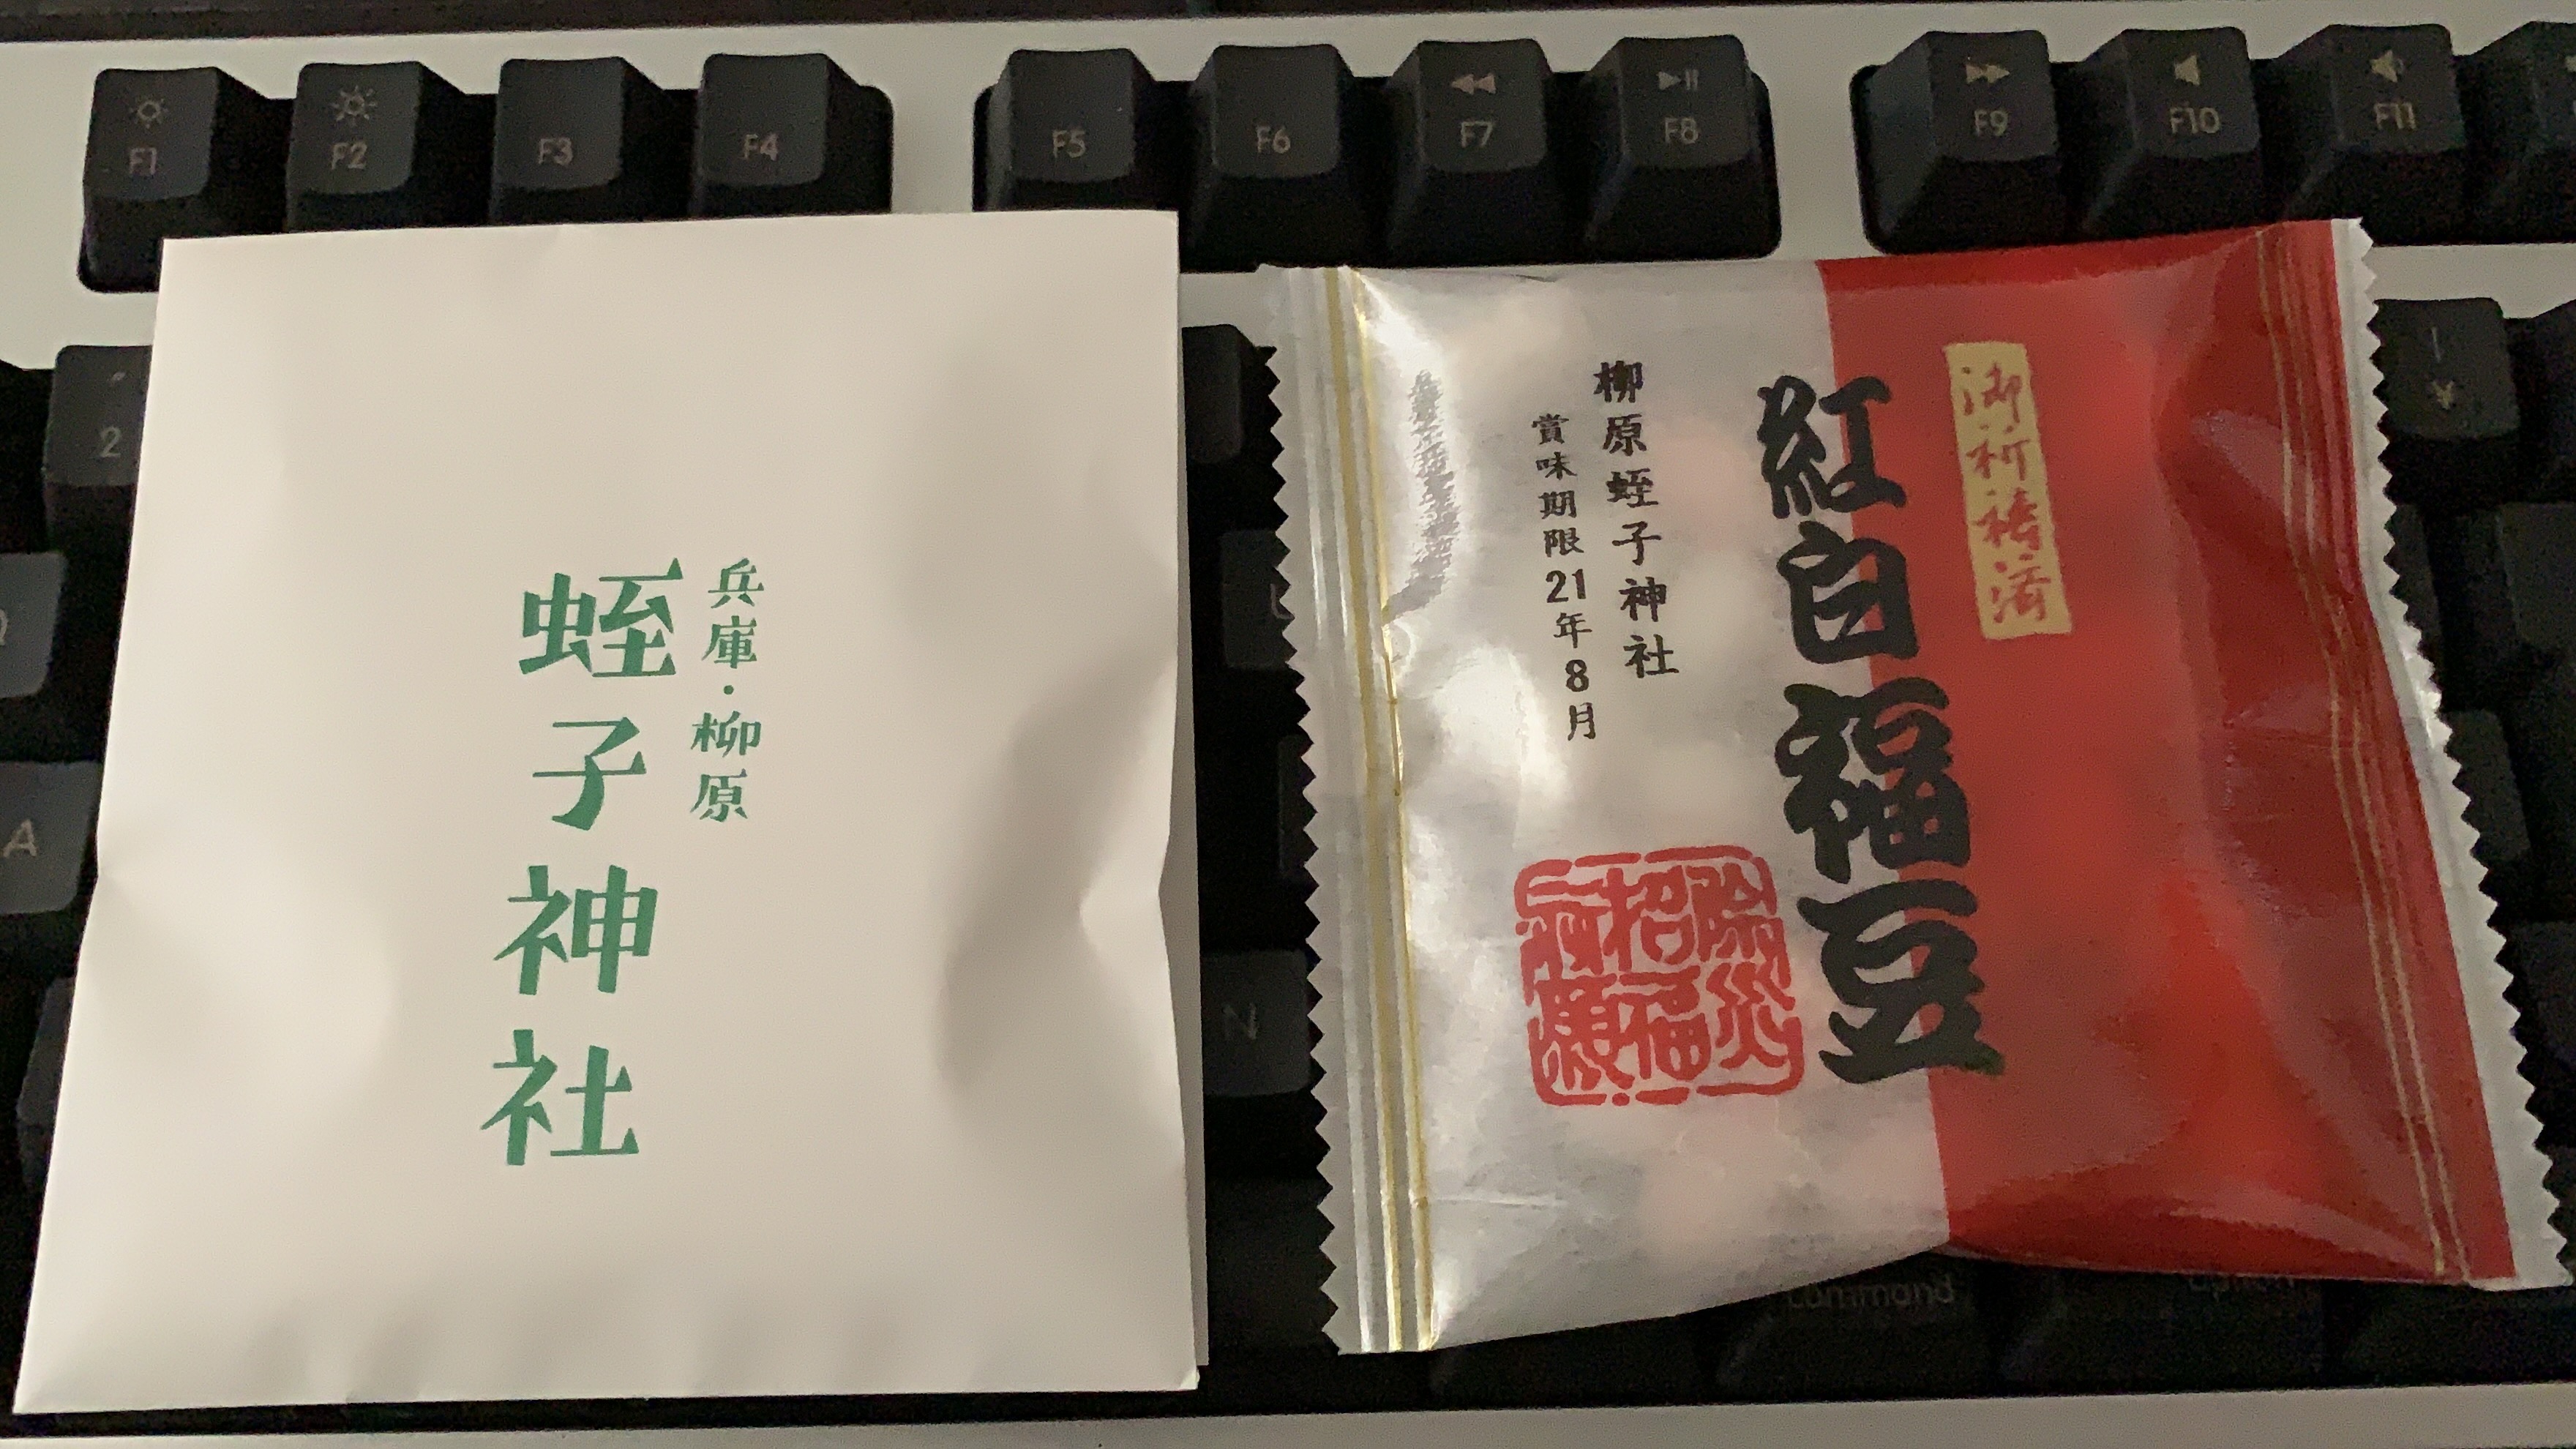 F1
F2
F3
F4
F5
F6
F7
F8
F9
F10
F11
2
¥
A
N
command
兵庫・柳原
蛭子神社
御祈祷済
紅白福豆
柳原蛭子神社
賞味期限21年8月
除災
招福